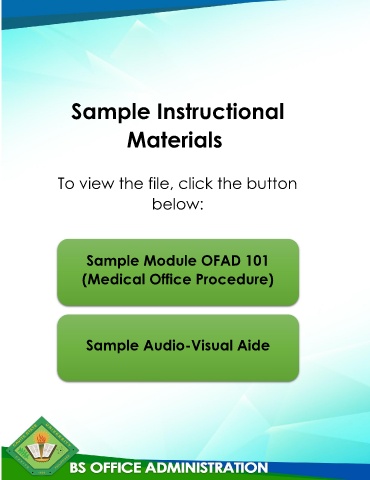 Sample Instructional
Materials
To view the file, click the button
below:
Sample Module OFAD 101
(Medical Office Procedure)
Sample Audio-Visual Aide
BS OFFICE ADMINISTRATION